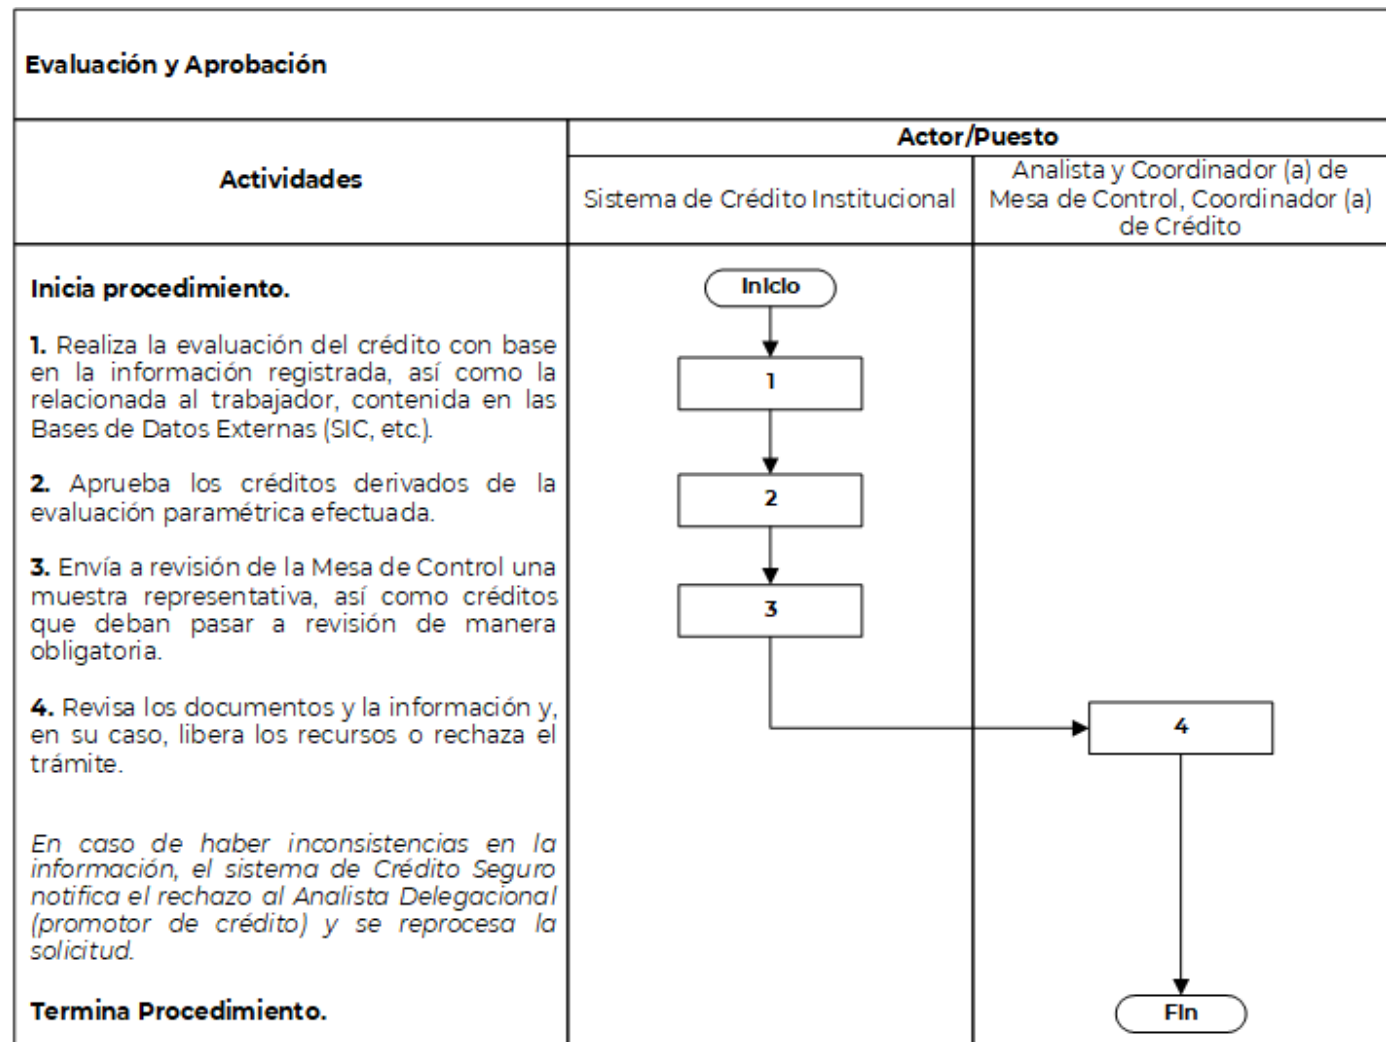 Evaluación y Aprobación
Actividades
Actor/Puesto
Sistema de Crédito Institucional
Analista y Coordinador (a) de
Mesa de Control, Coordinador (a)
de Crédito
Inicia procedimiento.
1. Realiza la evaluación del crédito con base
en la información registrada, así como la
relacionada al trabajador, contenida en las
Bases de Datos Externas (SIC, etc.).
2. Aprueba los créditos derivados de la
evaluación paramétrica efectuada.
3. Envía a revisión de la Mesa de Control una
muestra representativa, así como créditos
que deban pasar a revisión de manera
obligatoria.
4. Revisa los documentos y la información y,
en su caso, libera los recursos o rechaza el
trámite.
En caso de haber inconsistencias en la
información, el sistema de Crédito Seguro
notifica el rechazo al Analista Delegacional
(promotor de crédito) y se reprocesa la
solicitud.
Termina Procedimiento.
Inicio
1
2
3
4
Fin